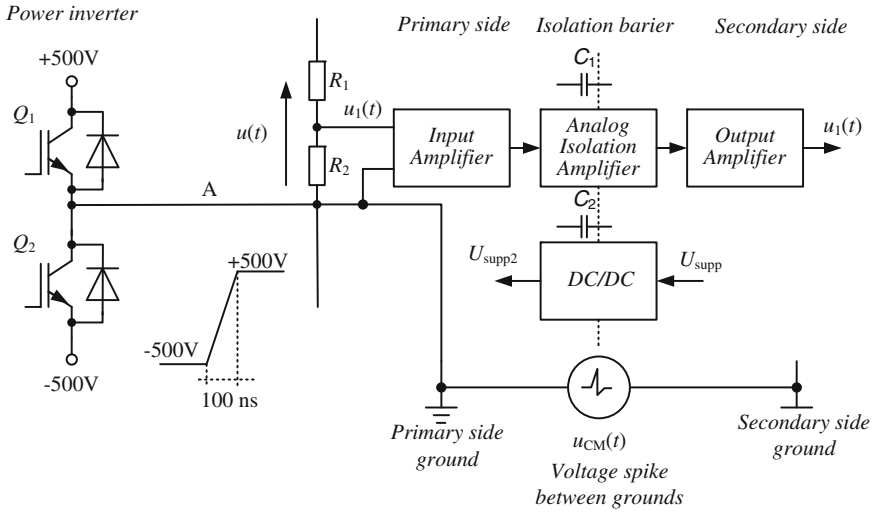 Power inverter
Primary side
Isolation barier
Secondary side
+500V
C1
Q1
R1
u1(t)
u(t)
Input
Amplifier
Analog
Isolation
Amplifier
Output
Amplifier
u1(t)
R2
A
C2
Q2
+500V
Usupp2
DC/DC
Usupp
-500V
-500V
100 ns
Primary side
ground
uCM(t)
Voltage spike
between grounds
Secondary side
ground